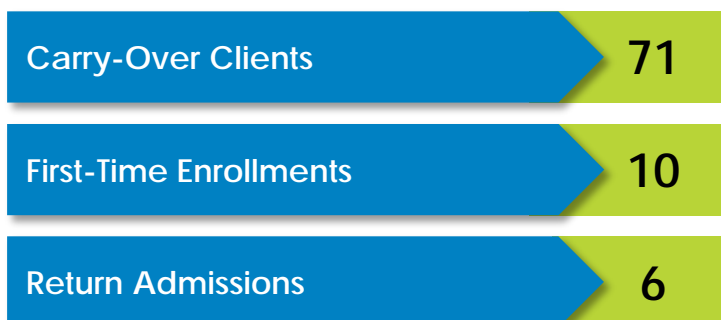 Carry-Over Clients 71
First-Time Enrollments 10
Return Admissions 6